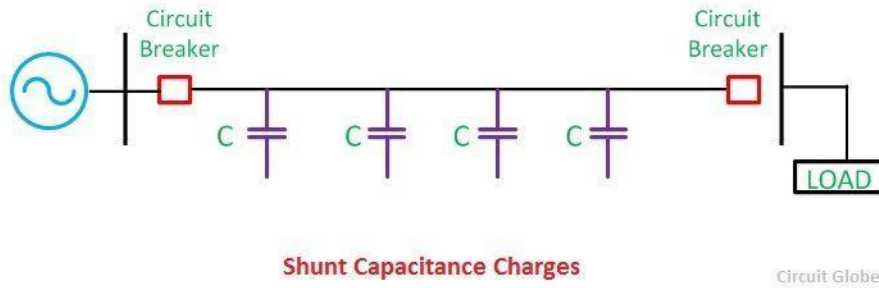 Circuit
Breaker
Circuit
Breaker
C
C
C
C
LOAD
Shunt Capacitance Charges
Circuit Globe